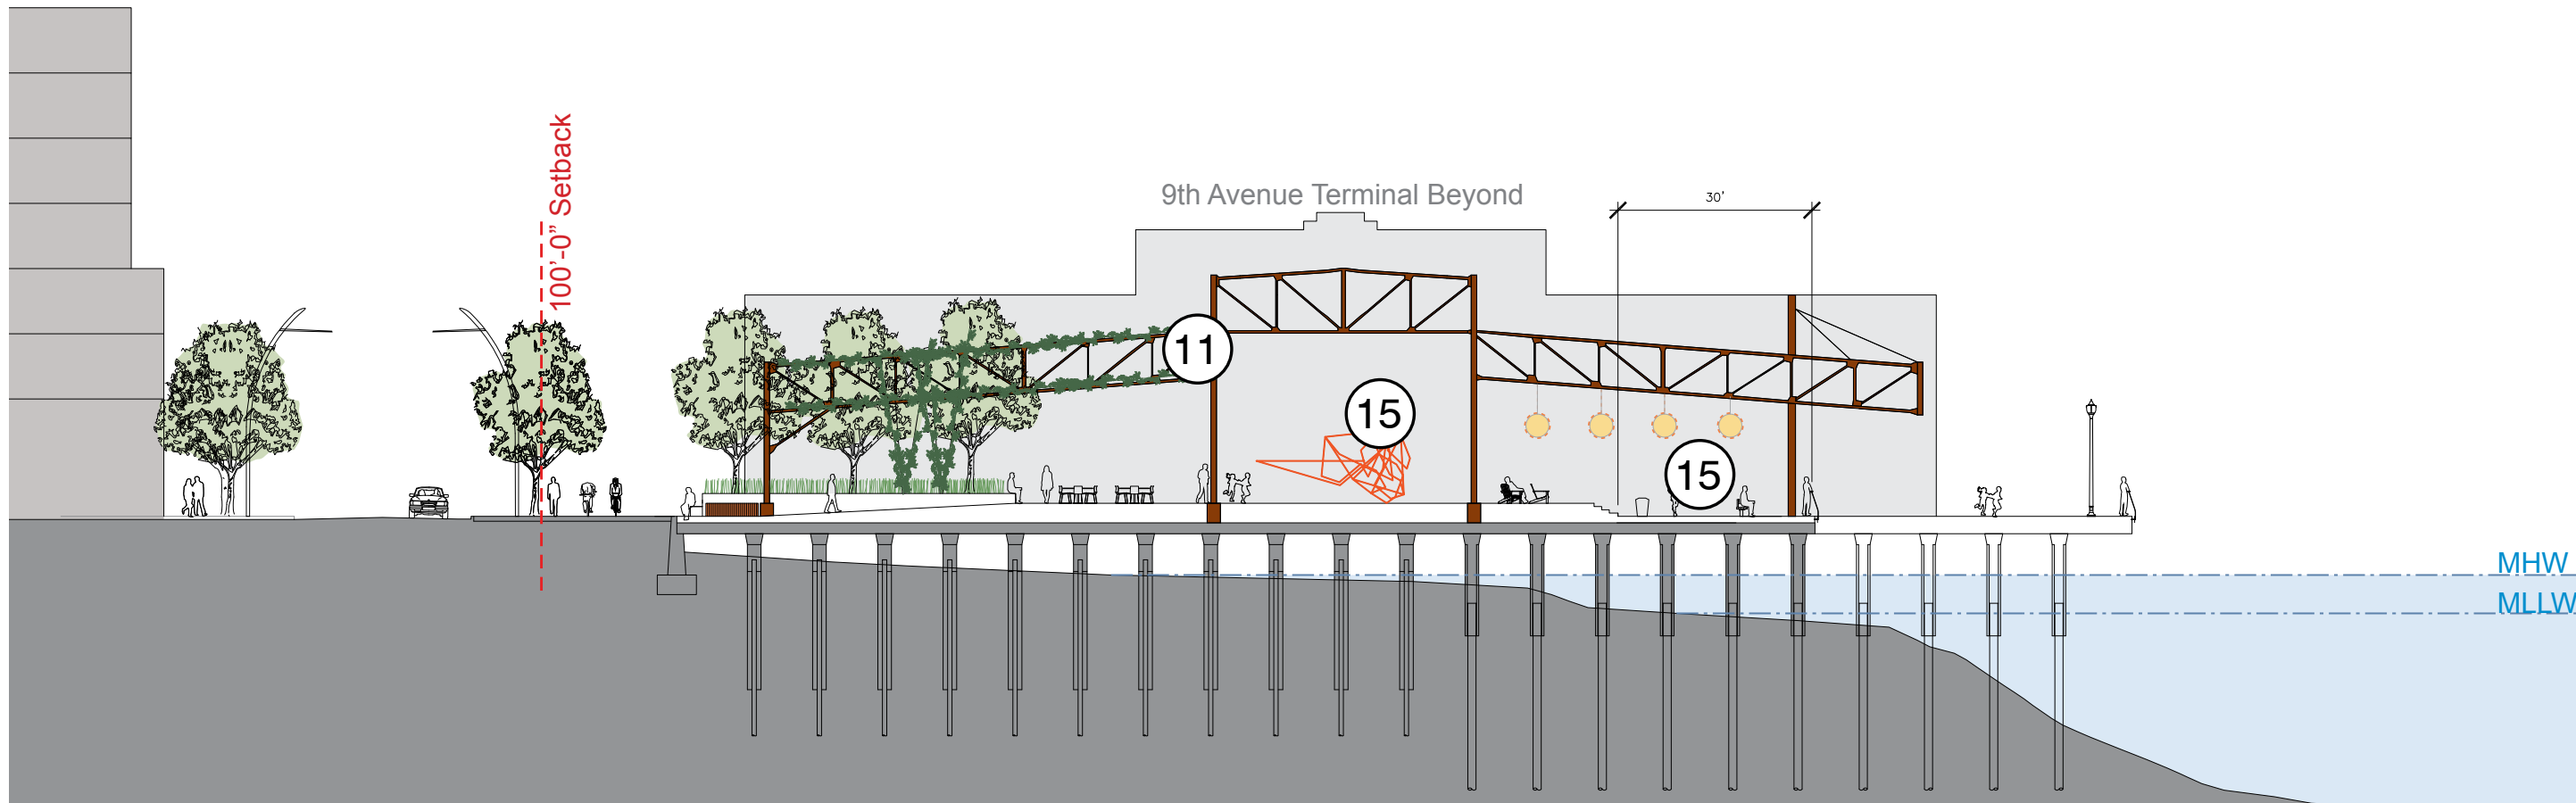 100'-0” Setback
9th Avenue Terminal Beyond
30'
11
15
15
MHW
MLLW